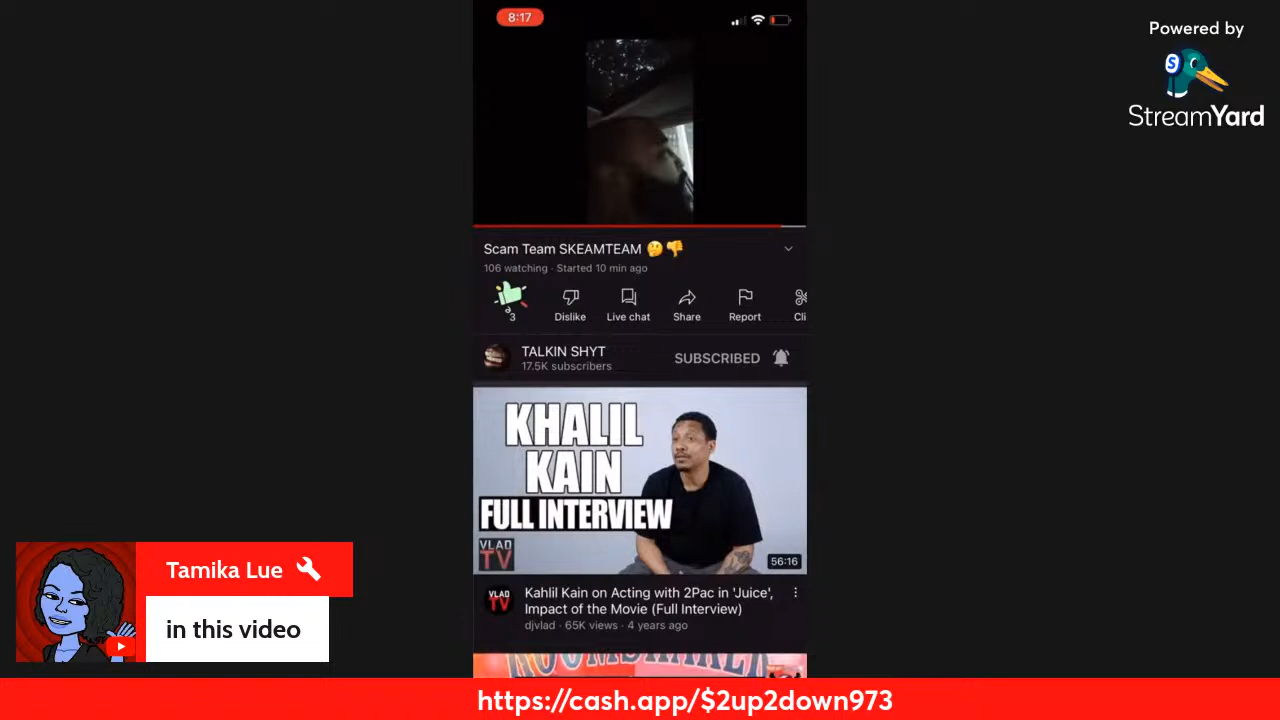 8:17
Powered by
S
StreamYard
Scam Team SKEAMTEAM 🤔👎
106 watching · Started 10 min ago
3
Dislike
Live chat
Share
Report
Cli
TALKIN SHYT
17.5K subscribers
SUBSCRIBED
KHALIL
KAIN
FULL INTERVIEW
VLAD
TV
56:16
VLAD
TV
Kahlil Kain on Acting with 2Pac in 'Juice',
Impact of the Movie (Full Interview)
djvlad · 65K views · 4 years ago
Tamika Lue
in this video
https://cash.app/$2up2down973